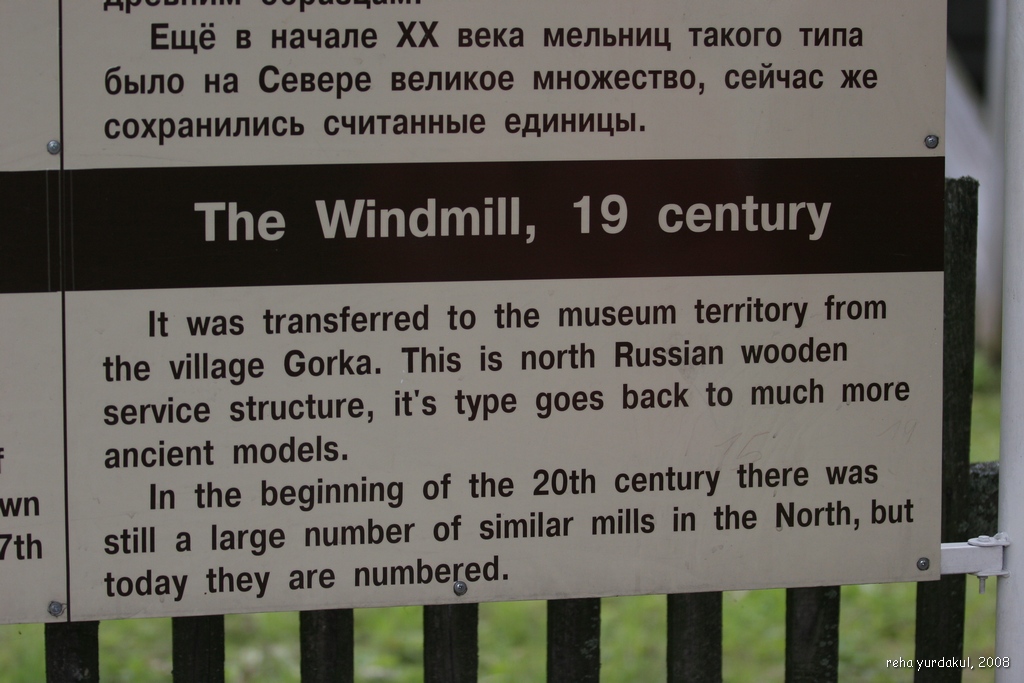 древним образцам.
Ещё в начале XX века мельниц такого типа
было на Севере великое множество, сейчас же
сохранились считанные единицы.
The Windmill, 19 century
It was transferred to the museum territory from
the village Gorka. This is north Russian wooden
service structure, it's type goes back to much more
ancient models.
In the beginning of the 20th century there was
still a large number of similar mills in the North, but
today they are numbered.
wn
7th
reha yurdakul, 2008